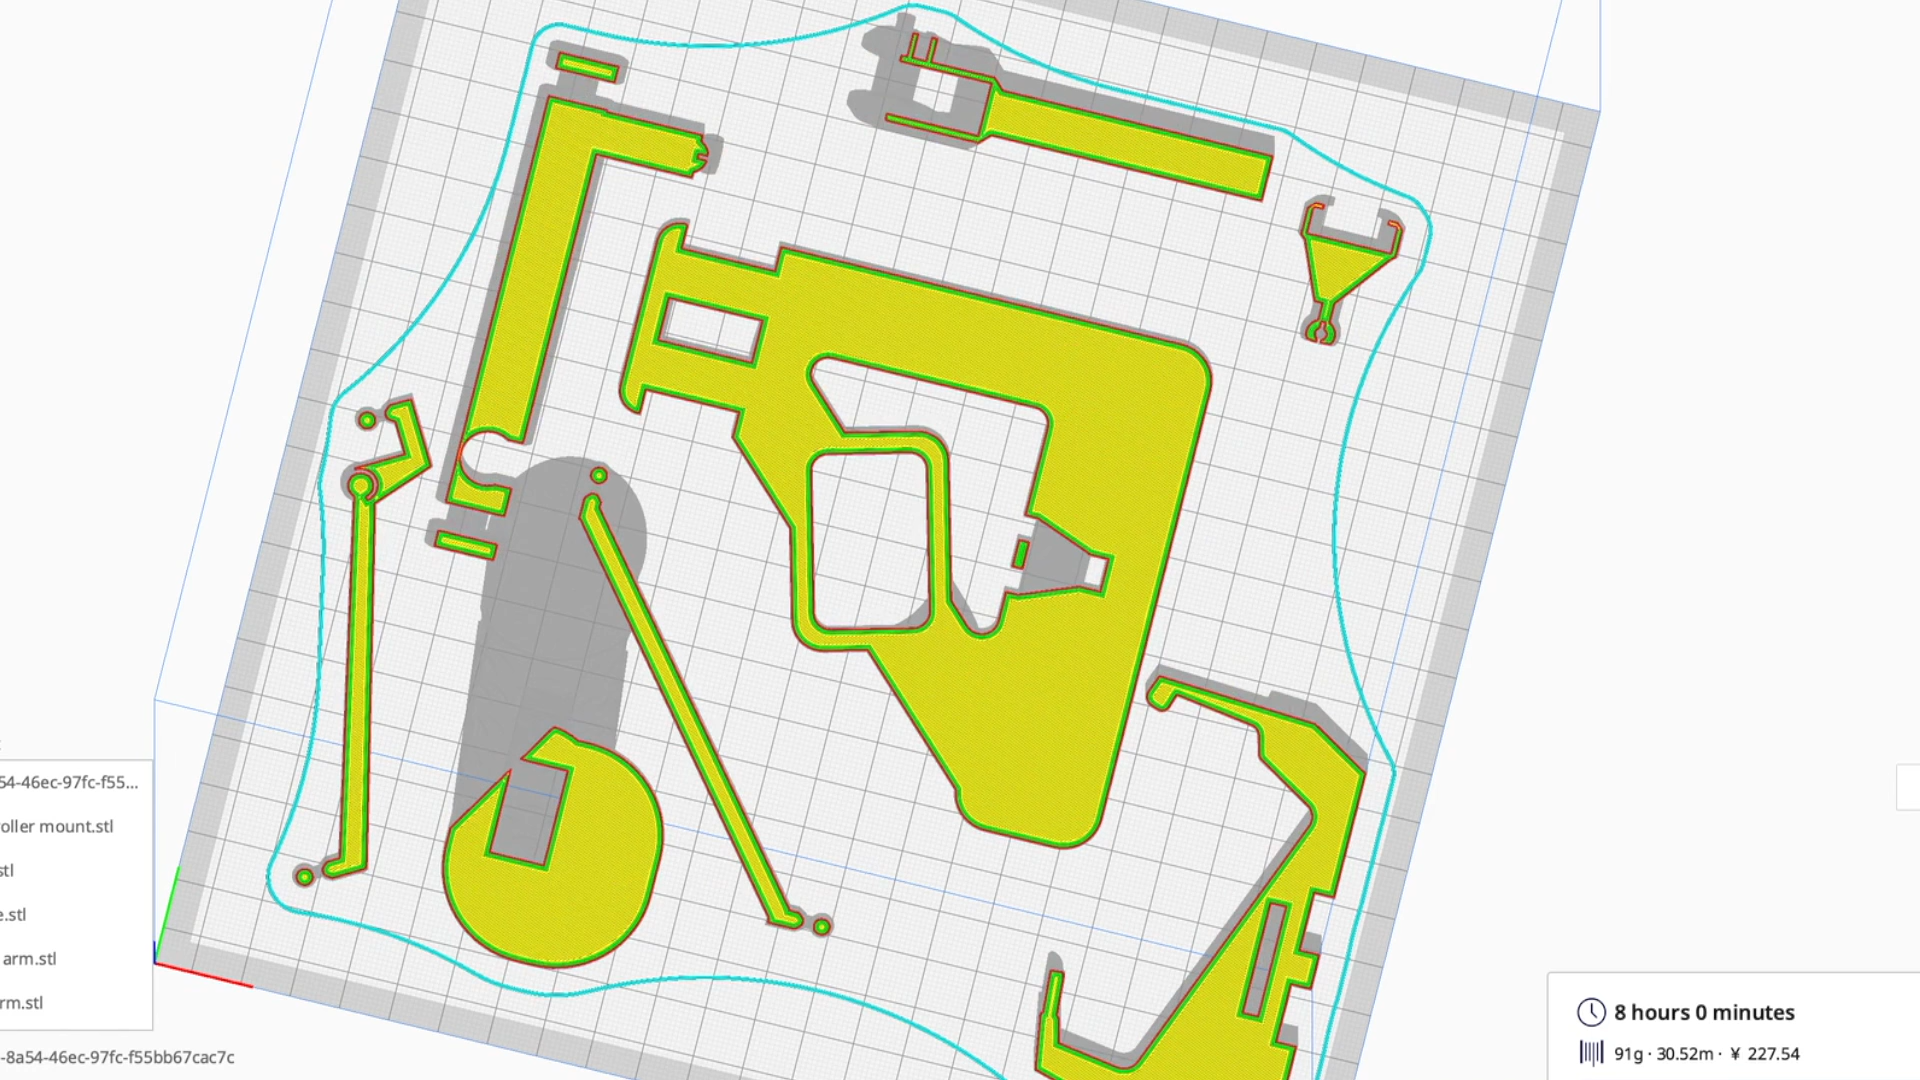 54-46ec-97fc-f55...
oller mount.stl
stl
e.stl
arm.stl
rm.stl
-8a54-46ec-97fc-f55bb67cac7c
8 hours 0 minutes
91g · 30.52m · ¥ 227.54